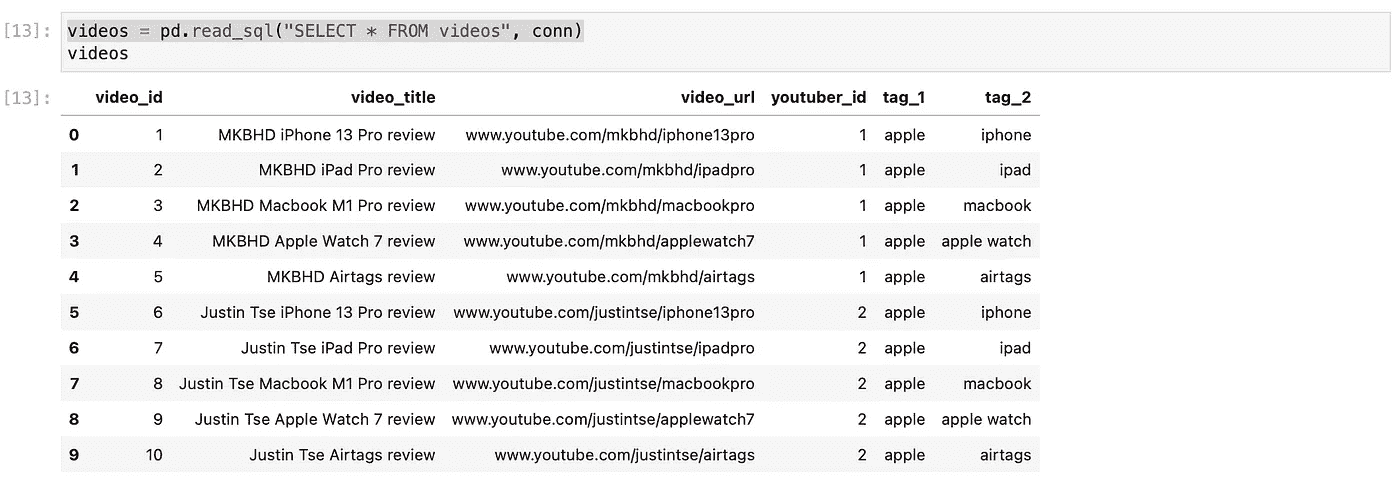 [13]: videos = pd.read_sql("SELECT * FROM videos", conn)
videos
[13]: video_id video_title video_url youtuber_id tag_1 tag_2
0 1 MKBHD iPhone 13 Pro review www.youtube.com/mkbhd/iphone13pro 1 apple iphone
1 2 MKBHD iPad Pro review www.youtube.com/mkbhd/ipadpro 1 apple ipad
2 3 MKBHD Macbook M1 Pro review www.youtube.com/mkbhd/macbookpro 1 apple macbook
3 4 MKBHD Apple Watch 7 review www.youtube.com/mkbhd/applewatch7 1 apple apple watch
4 5 MKBHD Airtags review www.youtube.com/mkbhd/airtags 1 apple airtags
5 6 Justin Tse iPhone 13 Pro review www.youtube.com/justintse/iphone13pro 2 apple iphone
6 7 Justin Tse iPad Pro review www.youtube.com/justintse/ipadpro 2 apple ipad
7 8 Justin Tse Macbook M1 Pro review www.youtube.com/justintse/macbookpro 2 apple macbook
8 9 Justin Tse Apple Watch 7 review www.youtube.com/justintse/applewatch7 2 apple apple watch
9 10 Justin Tse Airtags review www.youtube.com/justintse/airtags 2 apple airtags